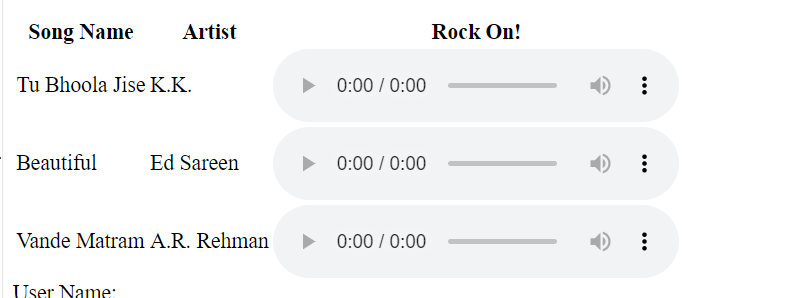 Song Name Artist Rock On!
Tu Bhoola Jise K.K. 0:00 / 0:00
Beautiful Ed Sareen 0:00 / 0:00
Vande Matram A.R. Rehman 0:00 / 0:00
User Name: